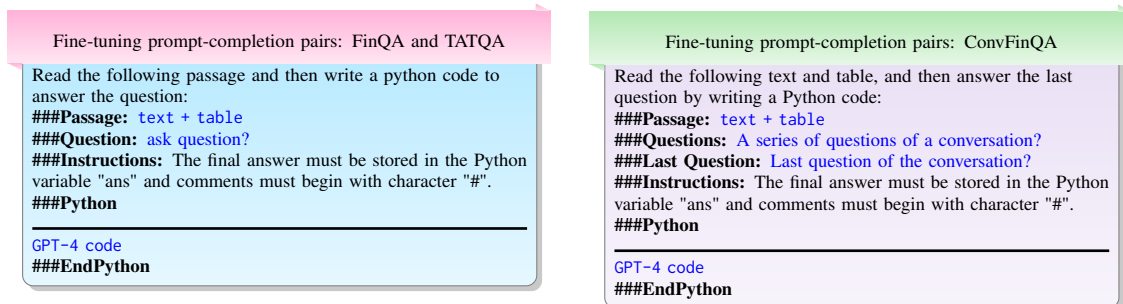 Fine-tuning prompt-completion pairs: FinQA and TATQA
Read the following passage and then write a python code to
answer the question:
###Passage: text + table
###Question: ask question?
###Instructions: The final answer must be stored in the Python
variable "ans" and comments must begin with character "#".
###Python
GPT-4 code
###EndPython
Fine-tuning prompt-completion pairs: ConvFinQA
Read the following text and table, and then answer the last
question by writing a Python code:
###Passage: text + table
###Questions: A series of questions of a conversation?
###Last Question: Last question of the conversation?
###Instructions: The final answer must be stored in the Python
variable "ans" and comments must begin with character "#".
###Python
GPT-4 code
###EndPython